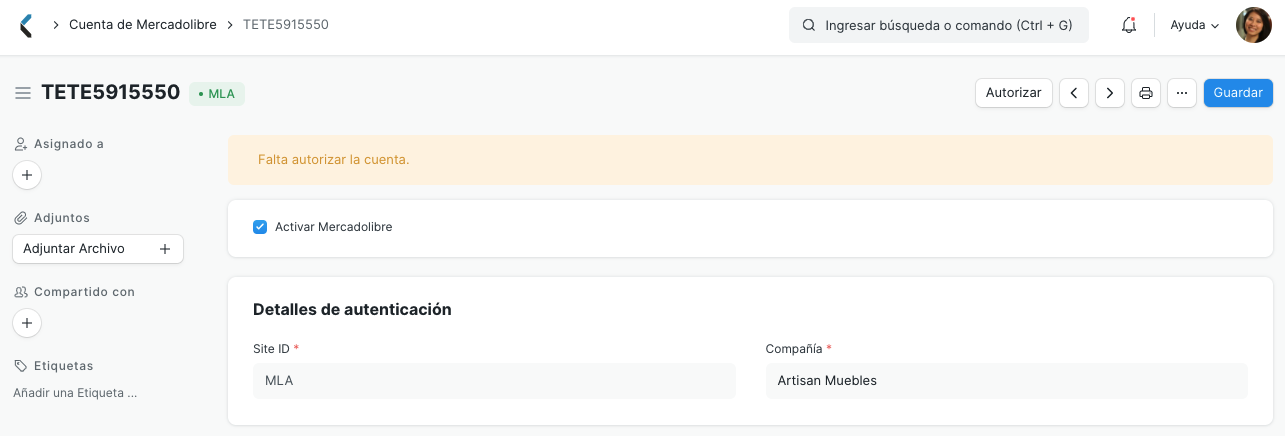 Cuenta de Mercadolibre
TETE5915550
Ingresar búsqueda o comando (Ctrl + G)
Ayuda
TETE5915550
MLA
Autorizar
Guardar
Asignado a
Adjuntos
Adjuntar Archivo
Compartido con
Etiquetas
Añadir una Etiqueta ...
Falta autorizar la cuenta.
Activar Mercadolibre
Detalles de autenticación
Site ID *
MLA
Compañía *
Artisan Muebles